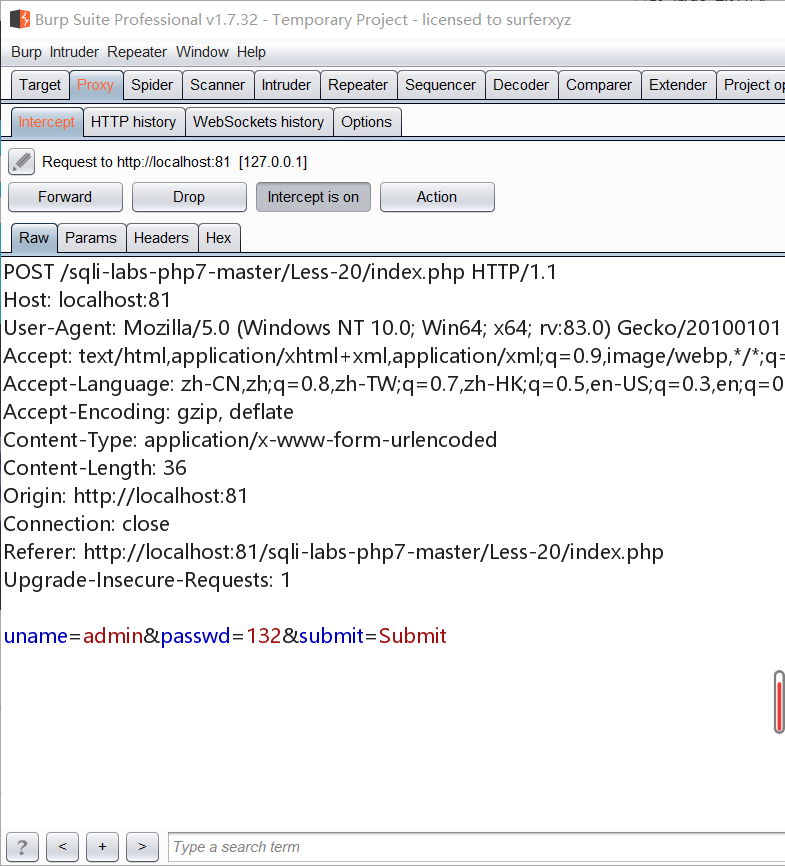 Burp Suite Professional v1.7.32 - Temporary Project - licensed to surferxyz
Burp Intruder Repeater Window Help
Target Proxy Spider Scanner Intruder Repeater Sequencer Decoder Comparer Extender Project op
Intercept HTTP history WebSockets history Options
Request to http://localhost:81 [127.0.0.1]
Forward Drop Intercept is on Action
Raw Params Headers Hex
POST /sqli-labs-php7-master/Less-20/index.php HTTP/1.1
Host: localhost:81
User-Agent: Mozilla/5.0 (Windows NT 10.0; Win64; x64; rv:83.0) Gecko/20100101
Accept: text/html,application/xhtml+xml,application/xml;q=0.9,image/webp,*/*;q=
Accept-Language: zh-CN,zh;q=0.8,zh-TW;q=0.7,zh-HK;q=0.5,en-US;q=0.3,en;q=0
Accept-Encoding: gzip, deflate
Content-Type: application/x-www-form-urlencoded
Content-Length: 36
Origin: http://localhost:81
Connection: close
Referer: http://localhost:81/sqli-labs-php7-master/Less-20/index.php
Upgrade-Insecure-Requests: 1
uname=admin&passwd=132&submit=Submit
? < + > Type a search term